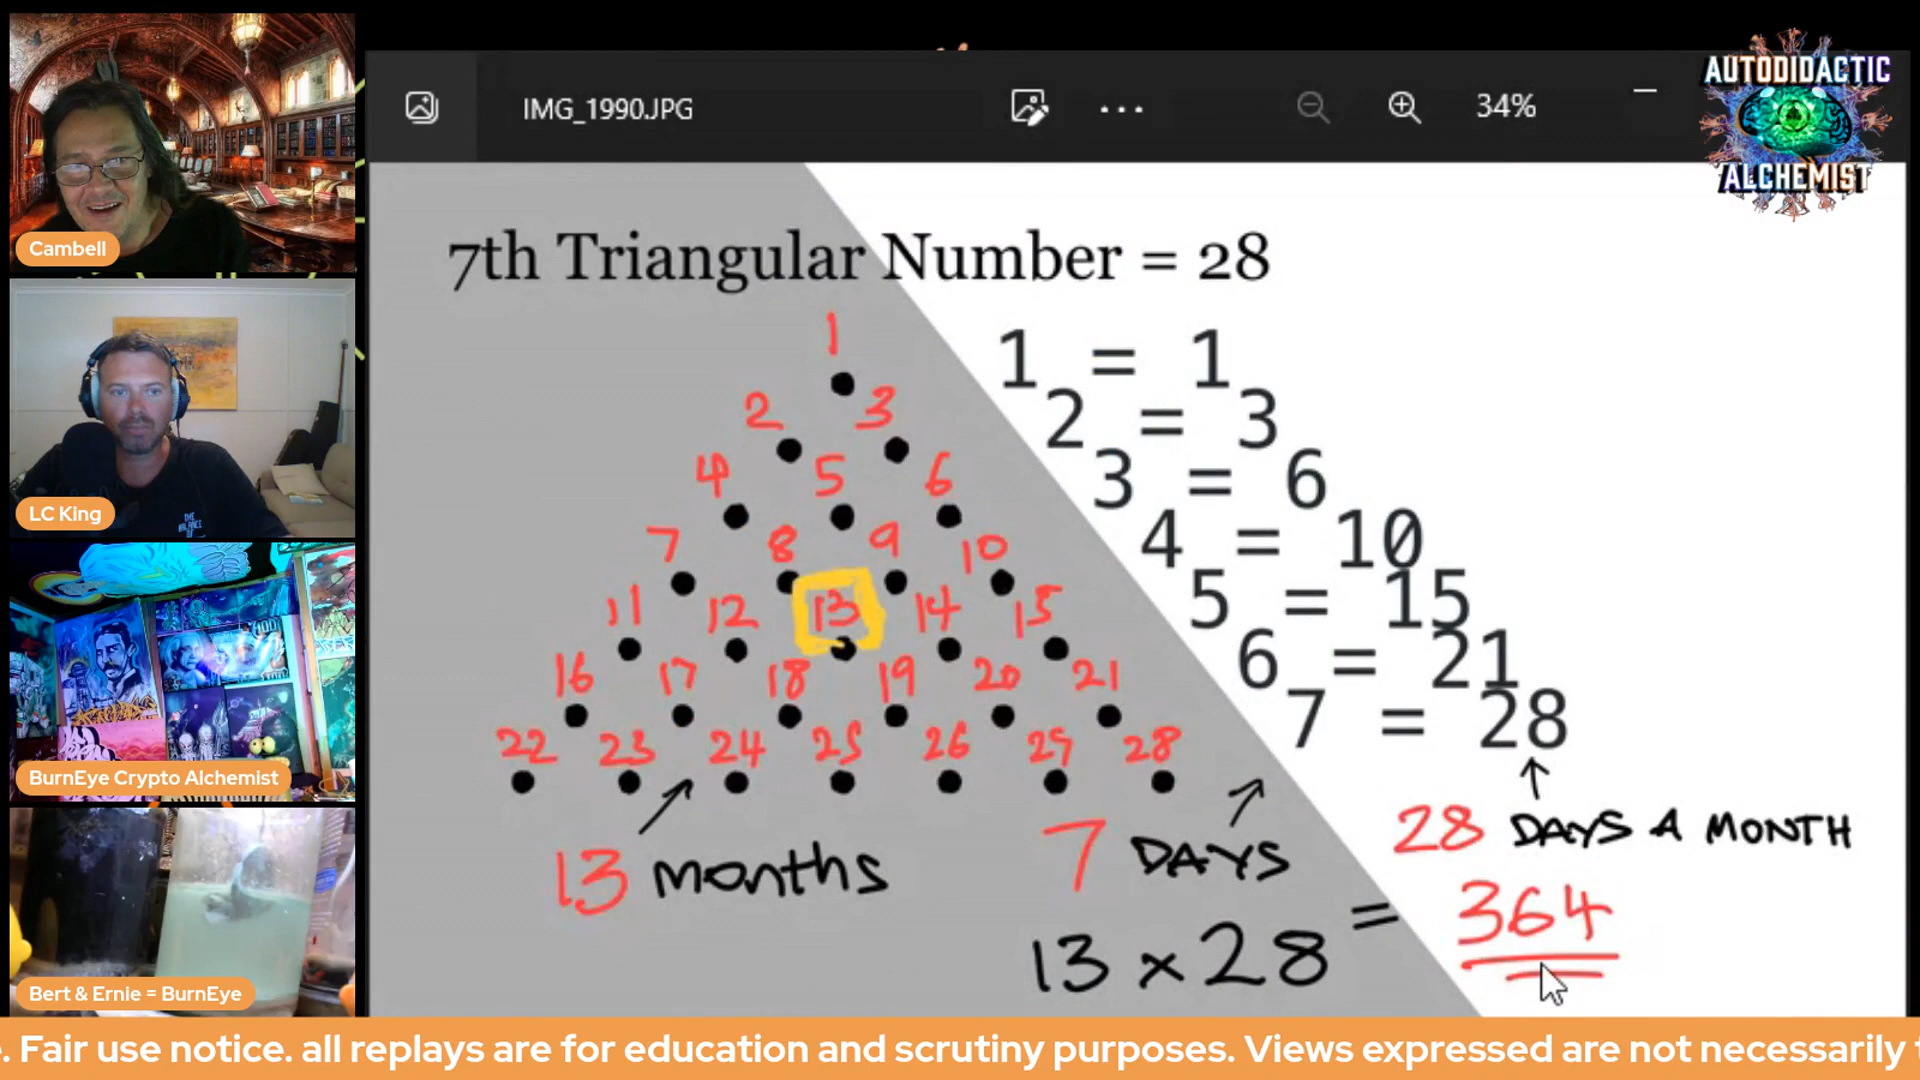 IMG_1990.JPG
34%
AUTODIDACTIC
ALCHEMIST
Cambell
LC King
BurnEye Crypto Alchemist
Bert & Ernie = BurnEye
7th Triangular Number = 28
1
2 3
4 5 6
7 8 9 10
11 12 13 14 15
16 17 18 19 20 21
22 23 24 25 26 27 28
1 = 1
2 = 3
3 = 6
4 = 10
5 = 15
6 = 21
7 = 28
13 months
7 DAYS
28 DAYS A MONTH
13 x 28 = 364
. Fair use notice. all replays are for education and scrutiny purposes. Views expressed are not necessarily